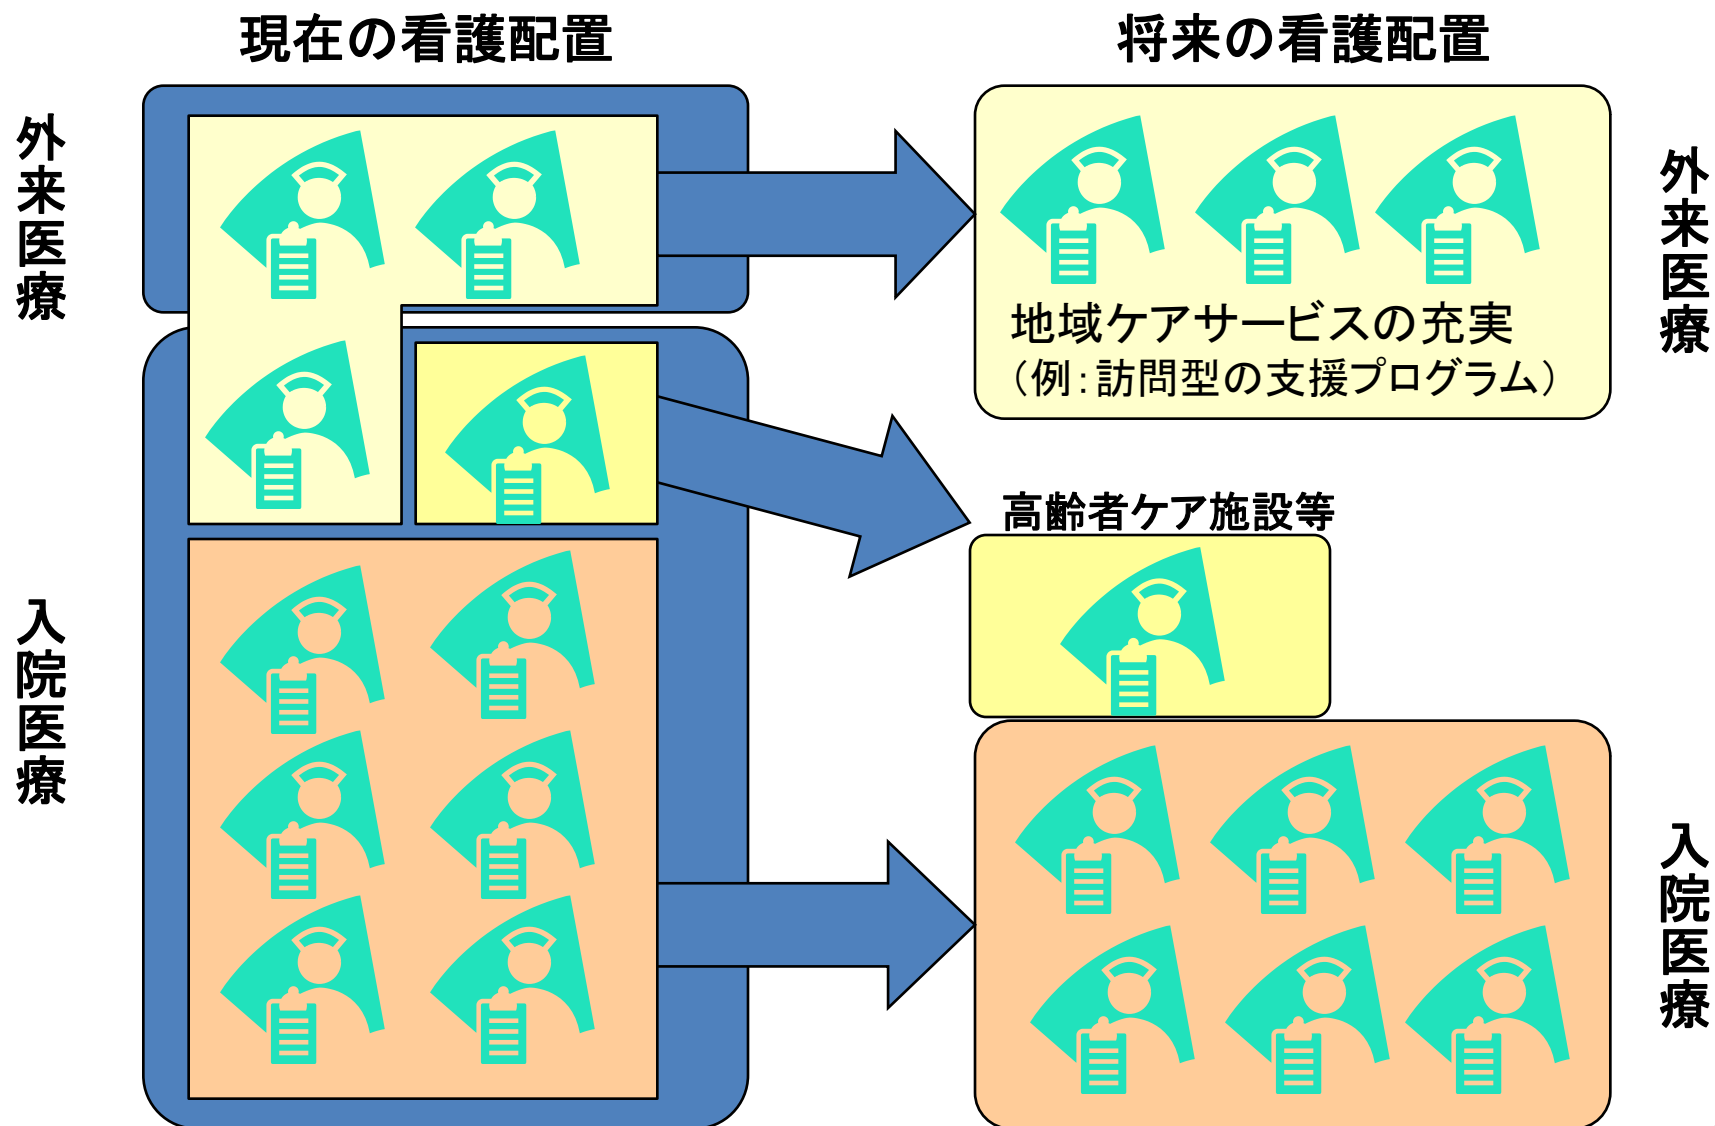 現在の看護配置
将来の看護配置
外来医療
外来医療
地域ケアサービスの充実
（例：訪問型の支援プログラム）
高齢者ケア施設等
入院医療
入院医療